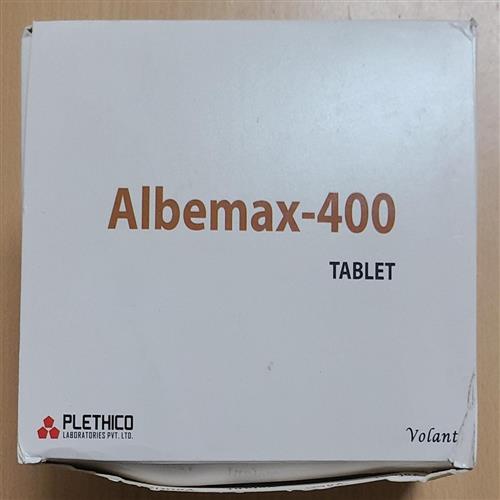 Albemax-400
TABLET
PLETHICO
LABORATORIES PVT. LTD.
Volant